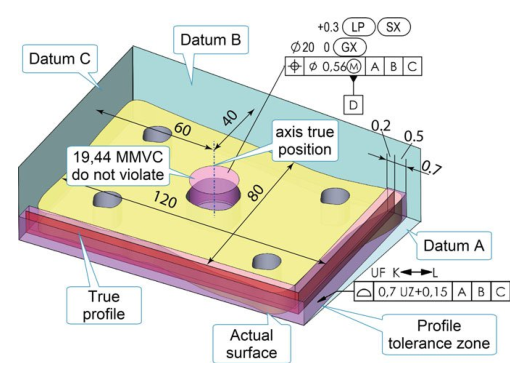 +0.3 LP SX
Ø20 0 GX
⌖ Ø 0,56Ⓜ A B C
D
Datum B
Datum C
60
40
axis true
position
19,44 MMVC
do not violate
120
80
0.2
0.5
0.7
Datum A
UF K◄►L
⌓ 0,7 UZ+0,15 A B C
True
profile
Actual
surface
Profile
tolerance zone